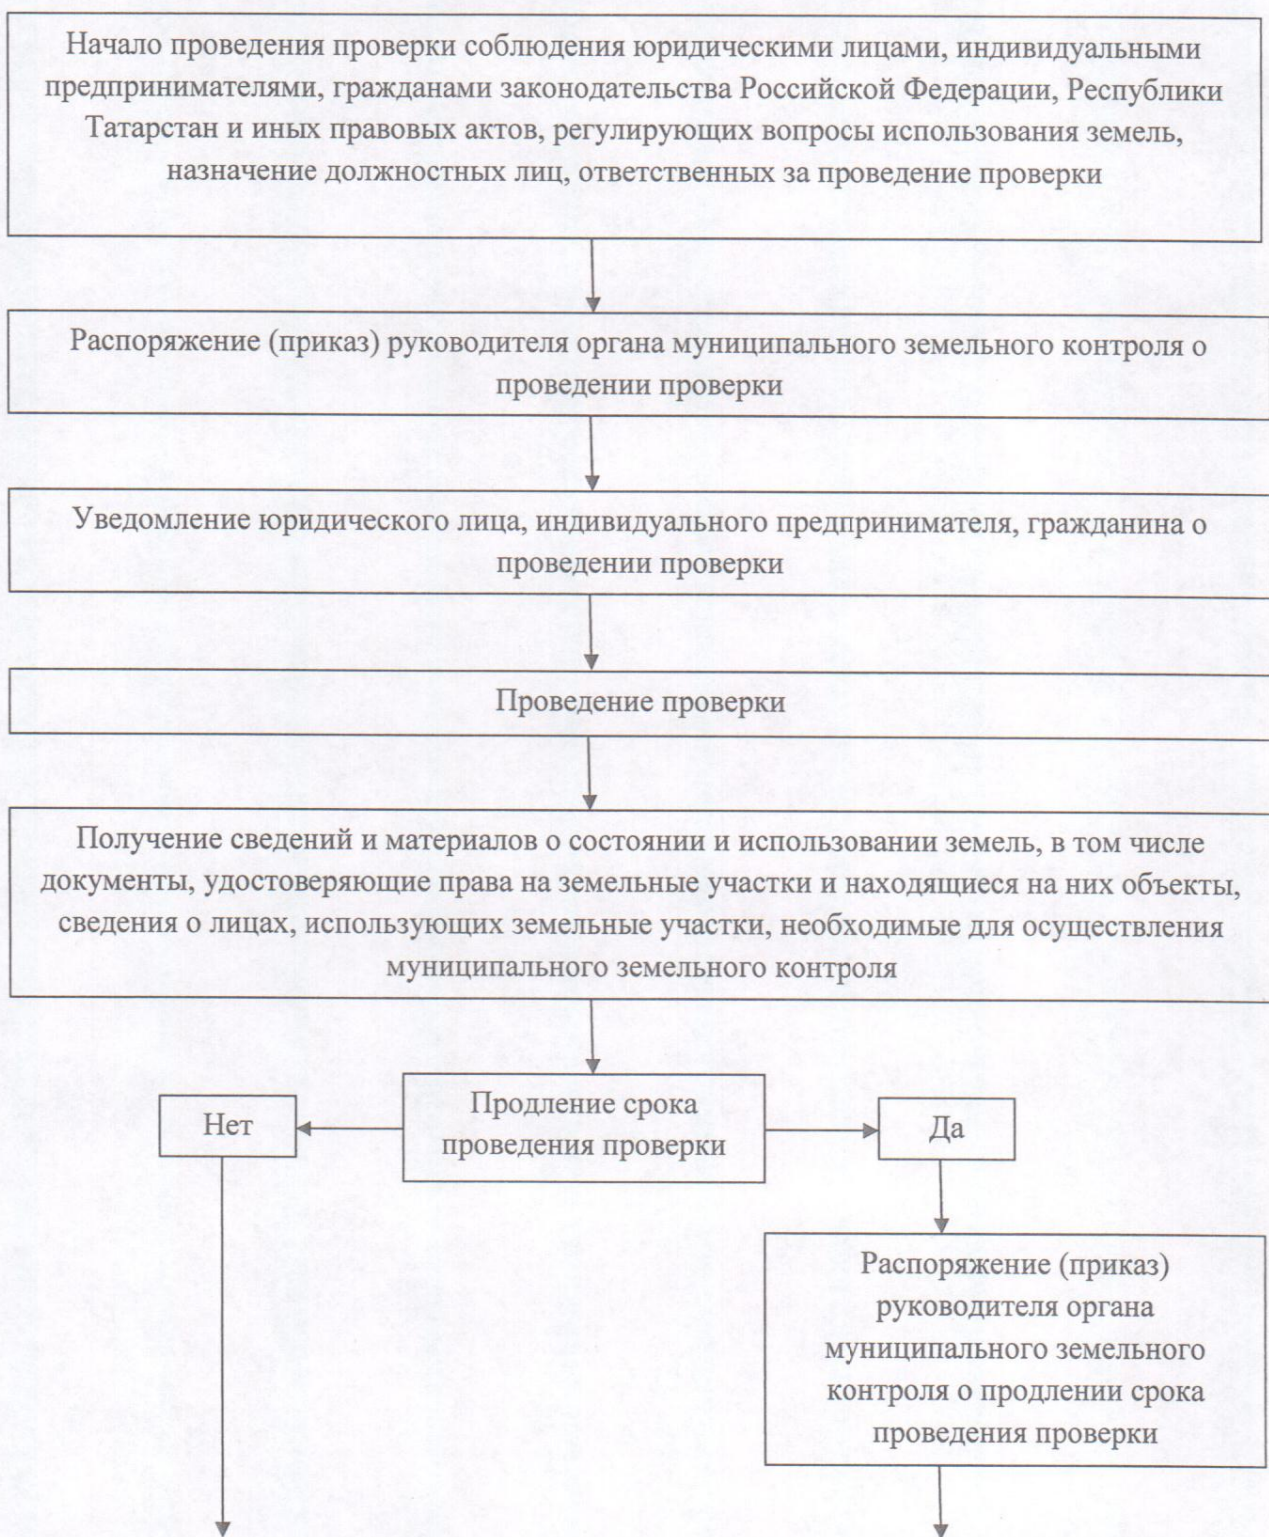 Начало проведения проверки соблюдения юридическими лицами, индивидуальными
предпринимателями, гражданами законодательства Российской Федерации, Республики
Татарстан и иных правовых актов, регулирующих вопросы использования земель,
назначение должностных лиц, ответственных за проведение проверки
Распоряжение (приказ) руководителя органа муниципального земельного контроля о
проведении проверки
Уведомление юридического лица, индивидуального предпринимателя, гражданина о
проведении проверки
Проведение проверки
Получение сведений и материалов о состоянии и использовании земель, в том числе
документы, удостоверяющие права на земельные участки и находящиеся на них объекты,
сведения о лицах, использующих земельные участки, необходимые для осуществления
муниципального земельного контроля
Нет
Продление срока
проведения проверки
Да
Распоряжение (приказ)
руководителя органа
муниципального земельного
контроля о продлении срока
проведения проверки